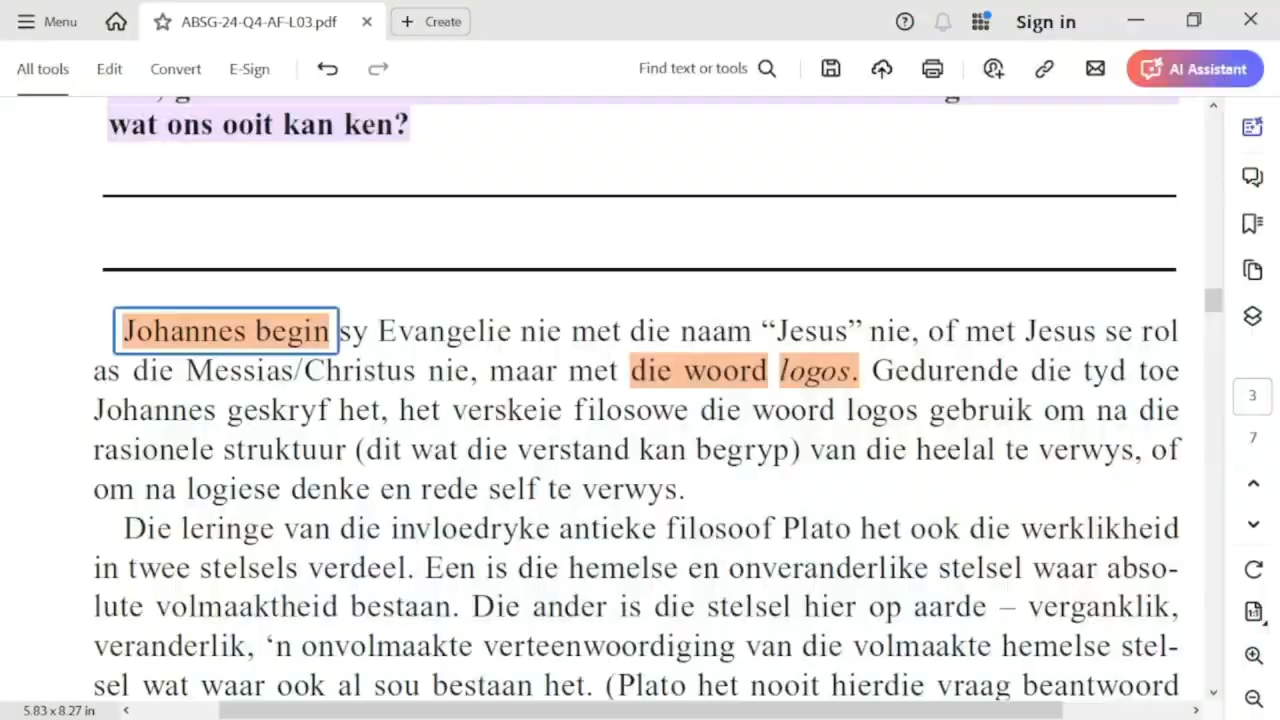 Menu
ABSG-24-Q4-AF-L03.pdf
Create
Sign in
All tools
Edit
Convert
E-Sign
Find text or tools
AI Assistant
wat ons ooit kan ken?
Johannes begin sy Evangelie nie met die naam “Jesus” nie, of met Jesus se rol
as die Messias/Christus nie, maar met die woord logos. Gedurende die tyd toe
Johannes geskryf het, het verskeie filosowe die woord logos gebruik om na die
rasionele struktuur (dit wat die verstand kan begryp) van die heelal te verwys, of
om na logiese denke en rede self te verwys.
Die leringe van die invloedryke antieke filosoof Plato het ook die werklikheid
in twee stelsels verdeel. Een is die hemelse en onveranderlike stelsel waar abso-
lute volmaaktheid bestaan. Die ander is die stelsel hier op aarde – verganklik,
veranderlik, ‘n onvolmaakte verteenwoordiging van die volmaakte hemelse stel-
sel wat waar ook al sou bestaan het. (Plato het nooit hierdie vraag beantwoord
3
7
5.83 x 8.27 in